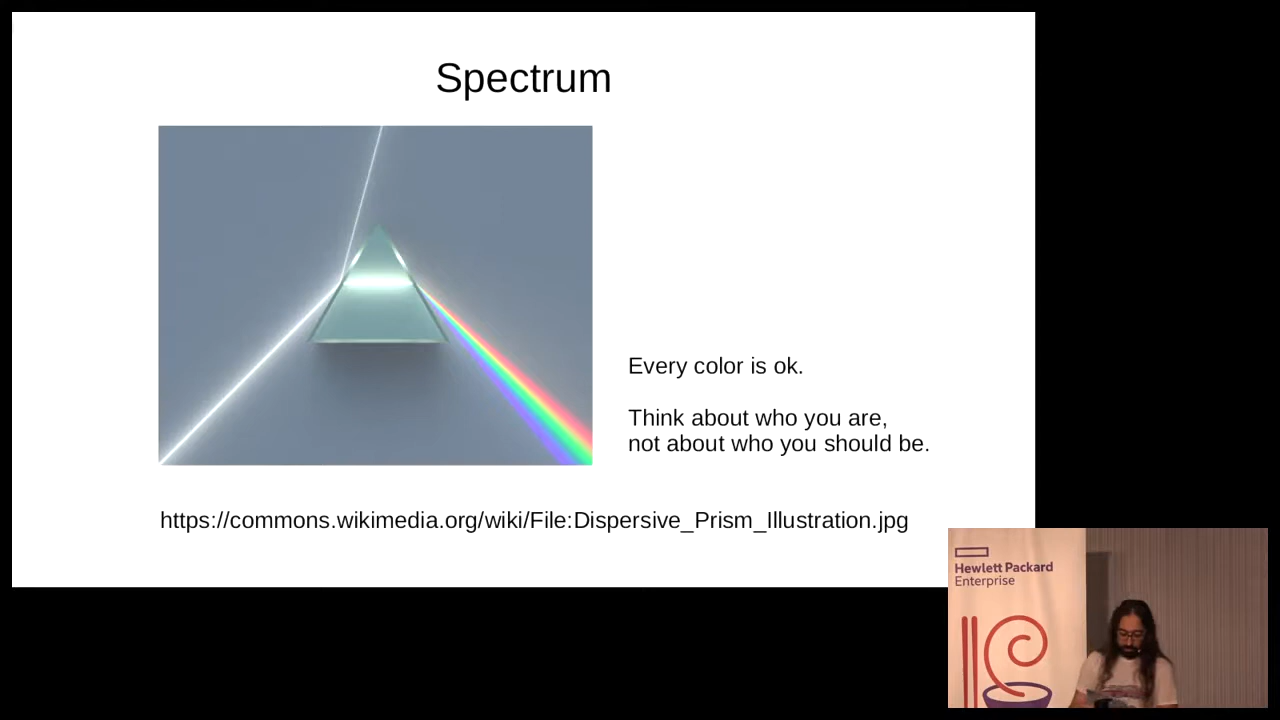 Spectrum
Every color is ok.
Think about who you are,
not about who you should be.
https://commons.wikimedia.org/wiki/File:Dispersive_Prism_Illustration.jpg
Hewlett Packard
Enterprise